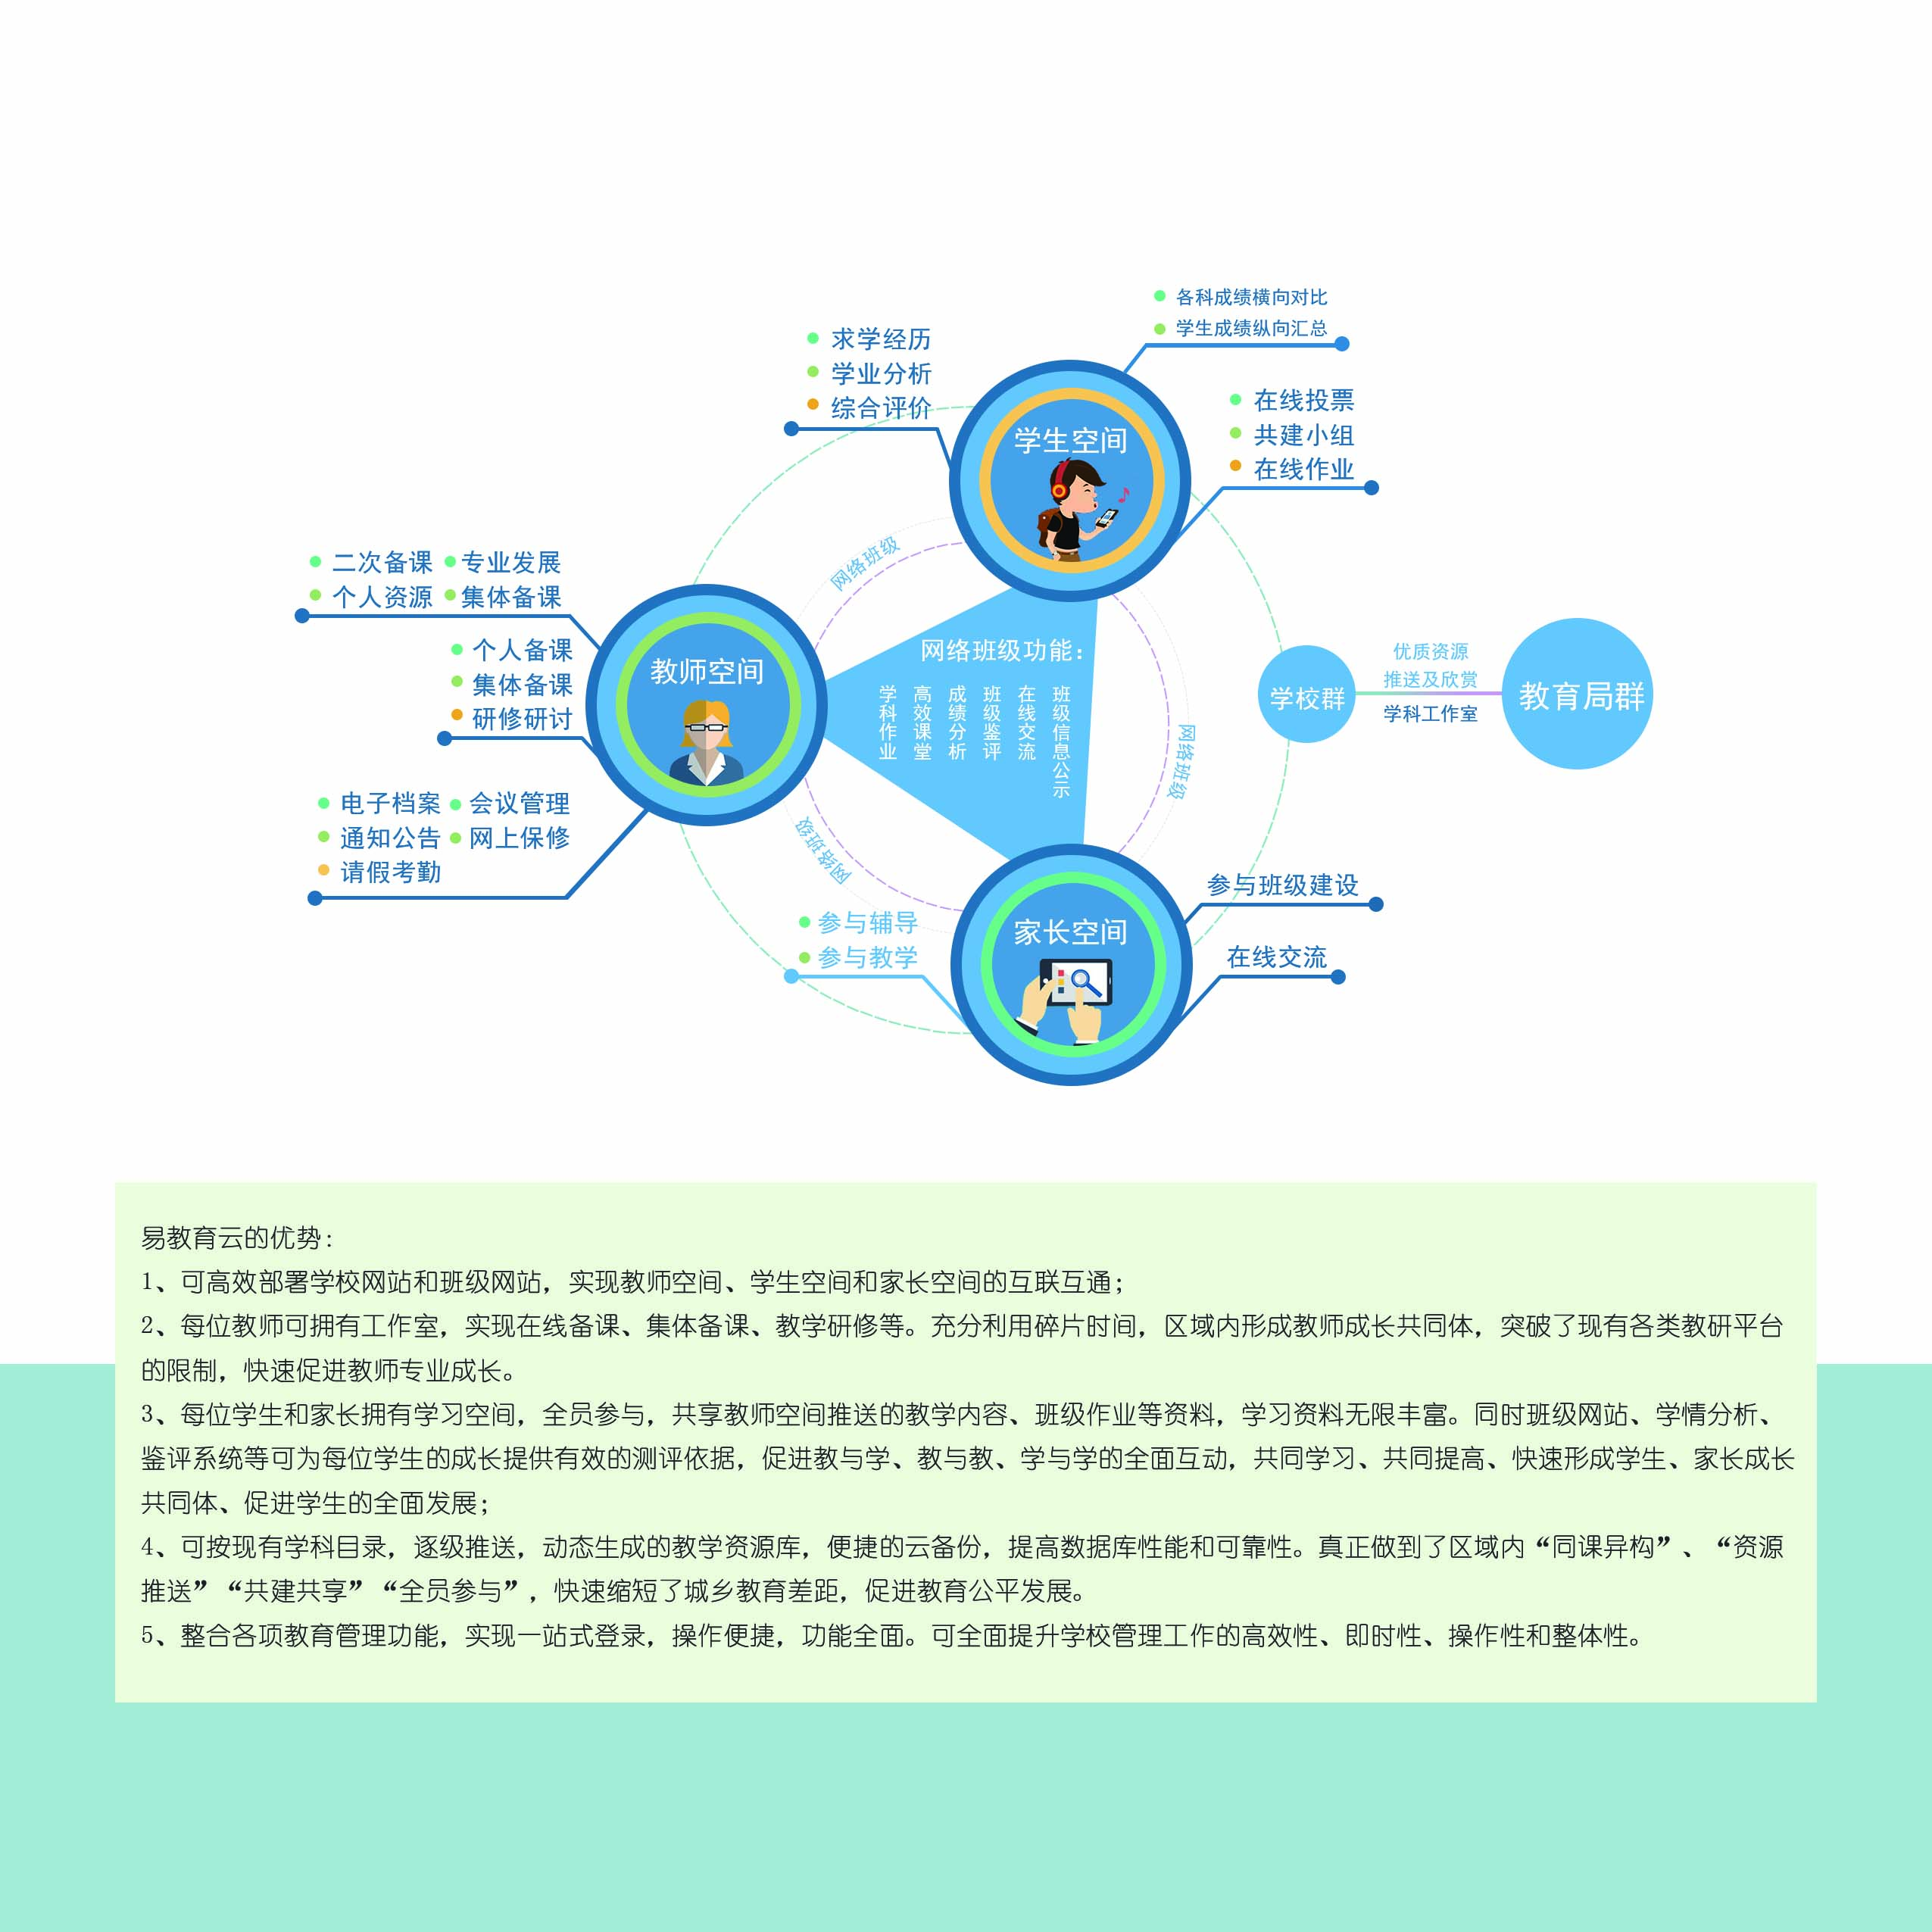 各科成绩横向对比
学生成绩纵向汇总
求学经历
学业分析
综合评价
在线投票
共建小组
在线作业
学生空间
网络班级
二次备课 专业发展
个人资源 集体备课
个人备课
集体备课
研修研讨
教师空间
网络班级功能：
学科作业
高效课堂
成绩分析
班级鉴评
在线交流
班级信息公示
网络班级
学校群
优质资源
推送及欣赏
学科工作室
教育局群
电子档案 会议管理
通知公告 网上保修
请假考勤
网络班级
参与辅导
参与教学
家长空间
参与班级建设
在线交流
易教育云的优势：
1、可高效部署学校网站和班级网站，实现教师空间、学生空间和家长空间的互联互通；
2、每位教师可拥有工作室，实现在线备课、集体备课、教学研修等。充分利用碎片时间，区域内形成教师成长共同体，突破了现有各类教研平台
的限制，快速促进教师专业成长。
3、每位学生和家长拥有学习空间，全员参与，共享教师空间推送的教学内容、班级作业等资料，学习资料无限丰富。同时班级网站、学情分析、
鉴评系统等可为每位学生的成长提供有效的测评依据，促进教与学、教与教、学与学的全面互动，共同学习、共同提高、快速形成学生、家长成长
共同体、促进学生的全面发展；
4、可按现有学科目录，逐级推送，动态生成的教学资源库，便捷的云备份，提高数据库性能和可靠性。真正做到了区域内“同课异构”、“资源
推送”“共建共享”“全员参与”，快速缩短了城乡教育差距，促进教育公平发展。
5、整合各项教育管理功能，实现一站式登录，操作便捷，功能全面。可全面提升学校管理工作的高效性、即时性、操作性和整体性。